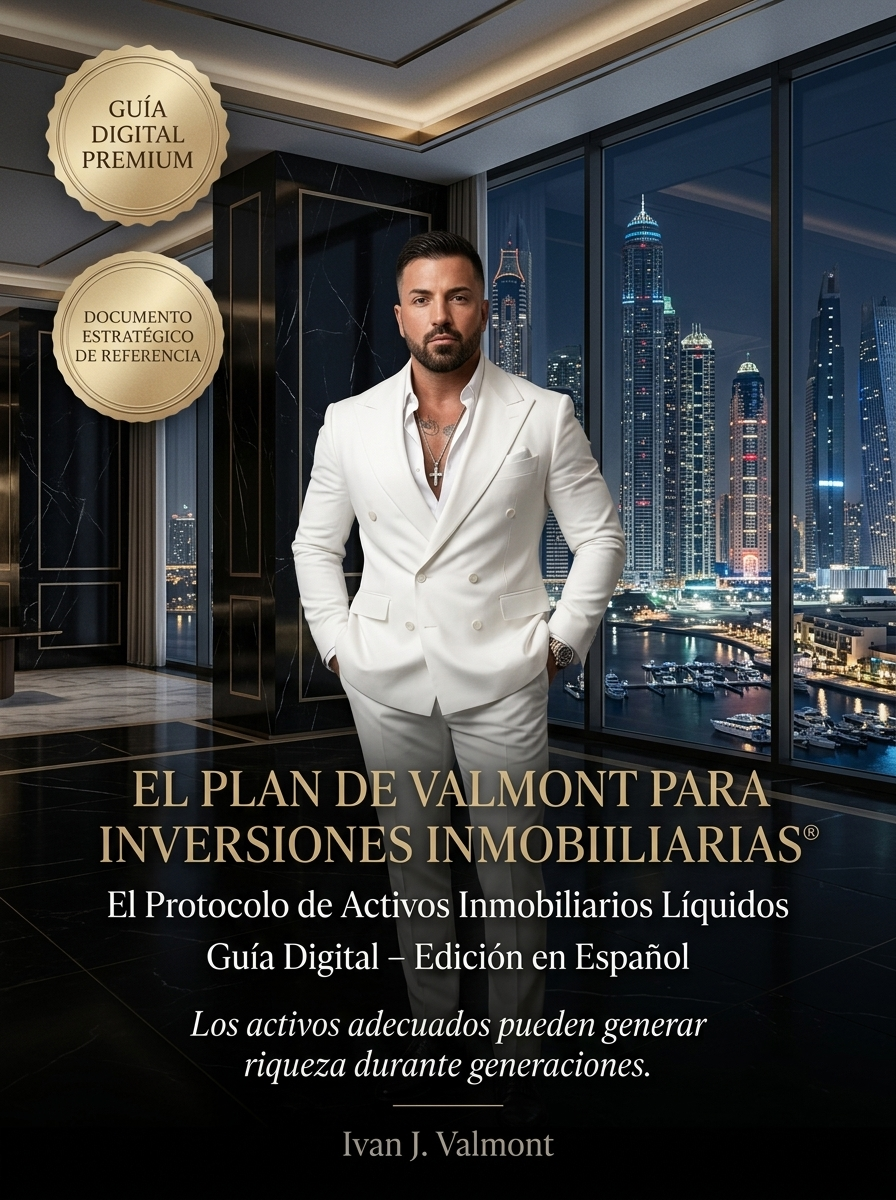 GUÍA
DIGITAL
PREMIUM
DOCUMENTO
ESTRATÉGICO
DE REFERENCIA
EL PLAN DE VALMONT PARA
INVERSIONES INMOBIILIARIAS®
El Protocolo de Activos Inmobiliarios Líquidos
Guía Digital – Edición en Español
Los activos adecuados pueden generar
riqueza durante generaciones.
Ivan J. Valmont